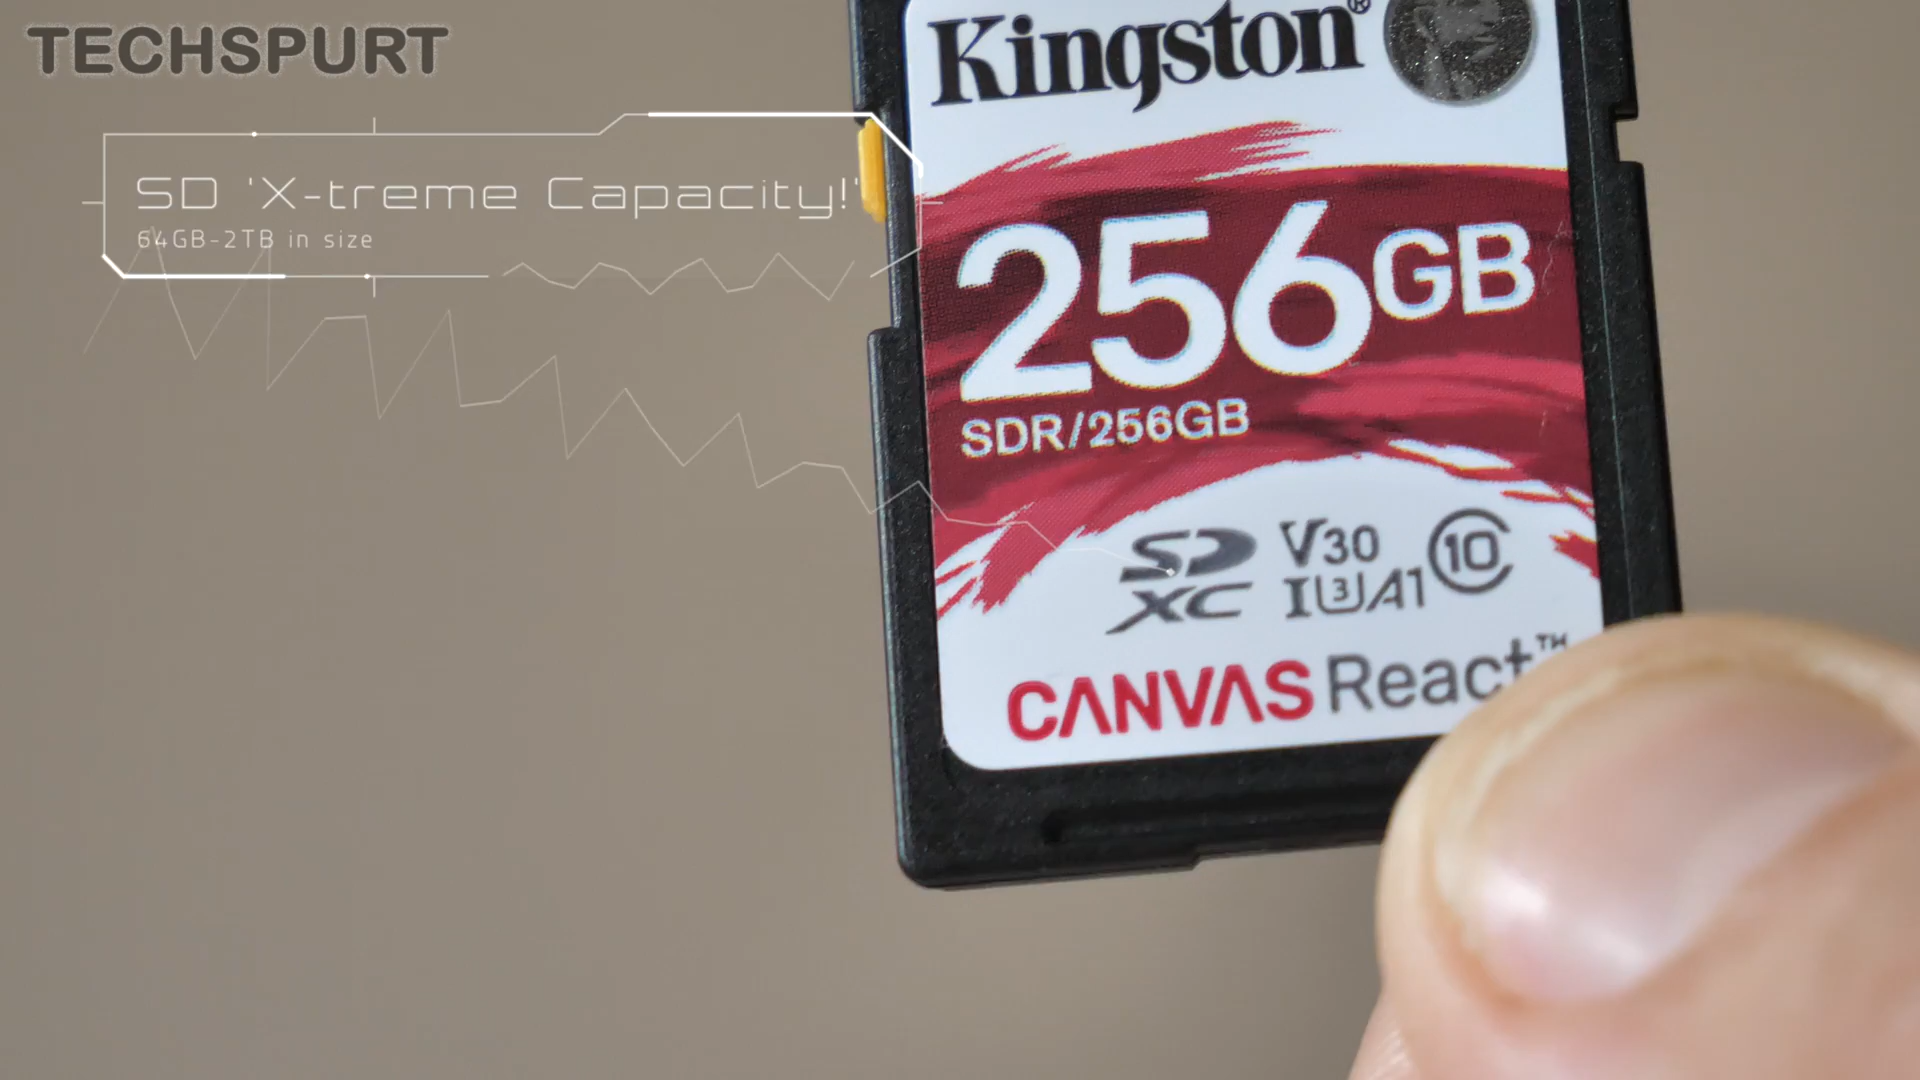 TECHSPURT
SD 'X-treme Capacity!'
64GB-2TB in size
Kingston®
256GB
SDR/256GB
SD XC V30 I U3 A1 10
CANVAS React™